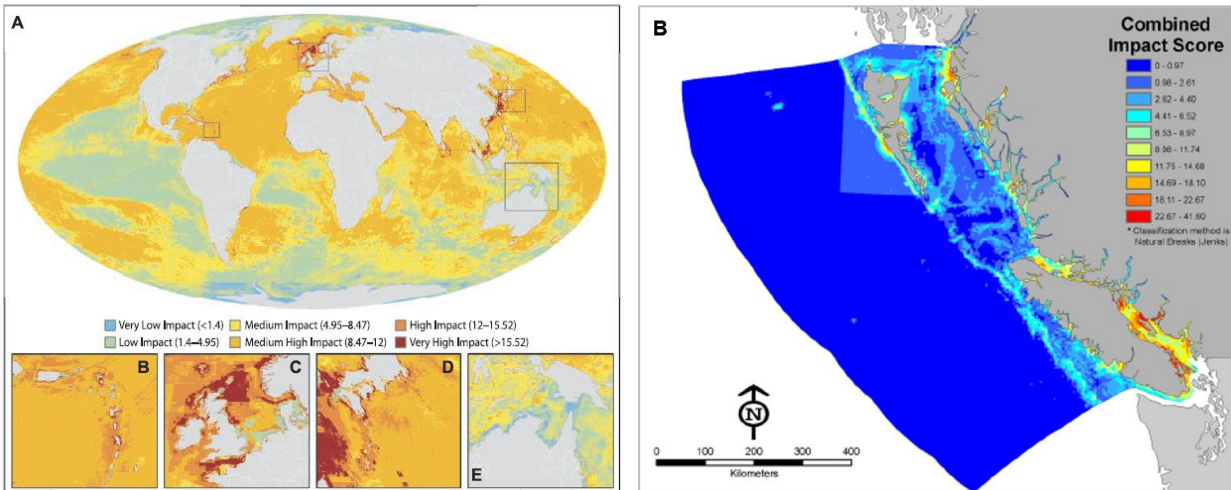 A
Very Low Impact (<1.4)
Medium Impact (4.95–8.47)
High Impact (12–15.52)
Low Impact (1.4–4.95)
Medium High Impact (8.47–12)
Very High Impact (>15.52)
B
C
D
E
B
Combined
Impact Score
0 - 0.97
0.98 - 2.61
2.62 - 4.40
4.41 - 6.52
6.53 - 8.97
8.98 - 11.74
11.75 - 14.68
14.69 - 18.10
18.11 - 22.67
22.67 - 41.60
* Classification method is
Natural Breaks (Jenks)
N
0 100 200 300 400
Kilometers